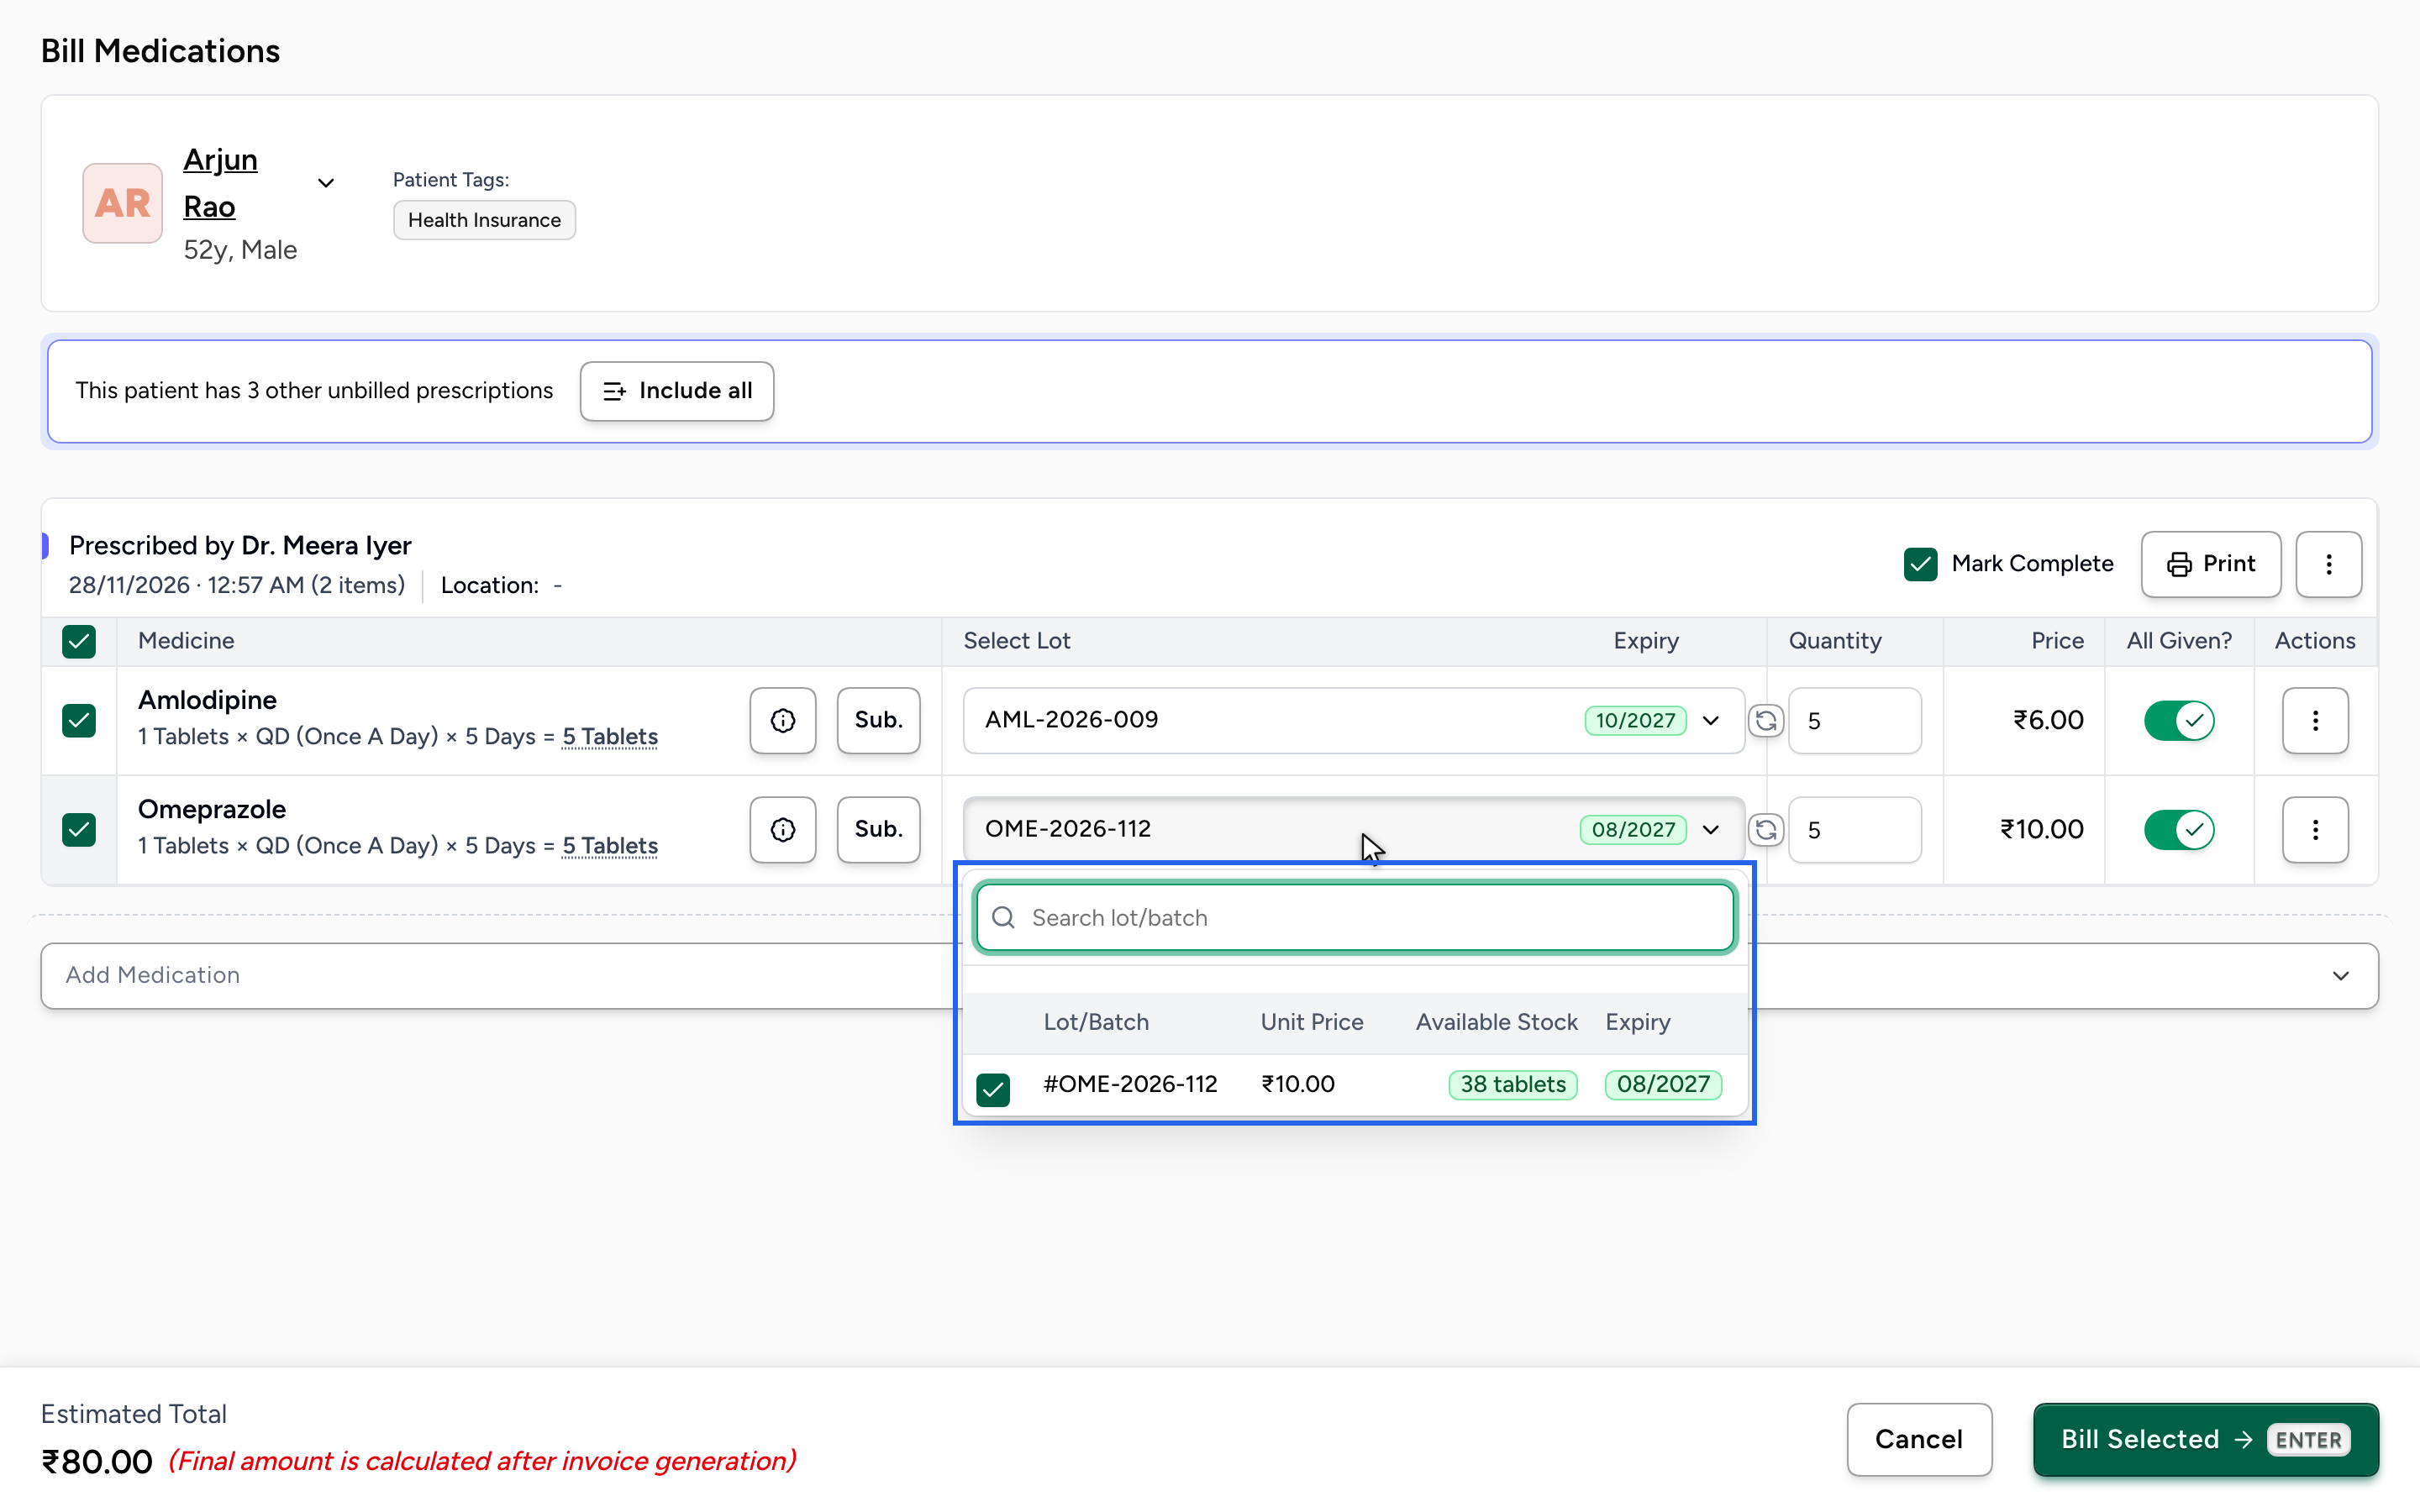 Bill Medications
AR
Arjun
Rao
52y, Male
Patient Tags:
Health Insurance
This patient has 3 other unbilled prescriptions
Include all
Prescribed by Dr. Meera Iyer
28/11/2026 · 12:57 AM (2 items)
Location: -
Mark Complete
Print
Medicine
Select Lot
Expiry
Quantity
Price
All Given?
Actions
Amlodipine
1 Tablets × QD (Once A Day) × 5 Days = 5 Tablets
Sub.
AML-2026-009
10/2027
5
₹6.00
Omeprazole
1 Tablets × QD (Once A Day) × 5 Days = 5 Tablets
Sub.
OME-2026-112
08/2027
5
₹10.00
Search lot/batch
Lot/Batch
Unit Price
Available Stock
Expiry
#OME-2026-112
₹10.00
38 tablets
08/2027
Add Medication
Estimated Total
₹80.00 (Final amount is calculated after invoice generation)
Cancel
Bill Selected → ENTER